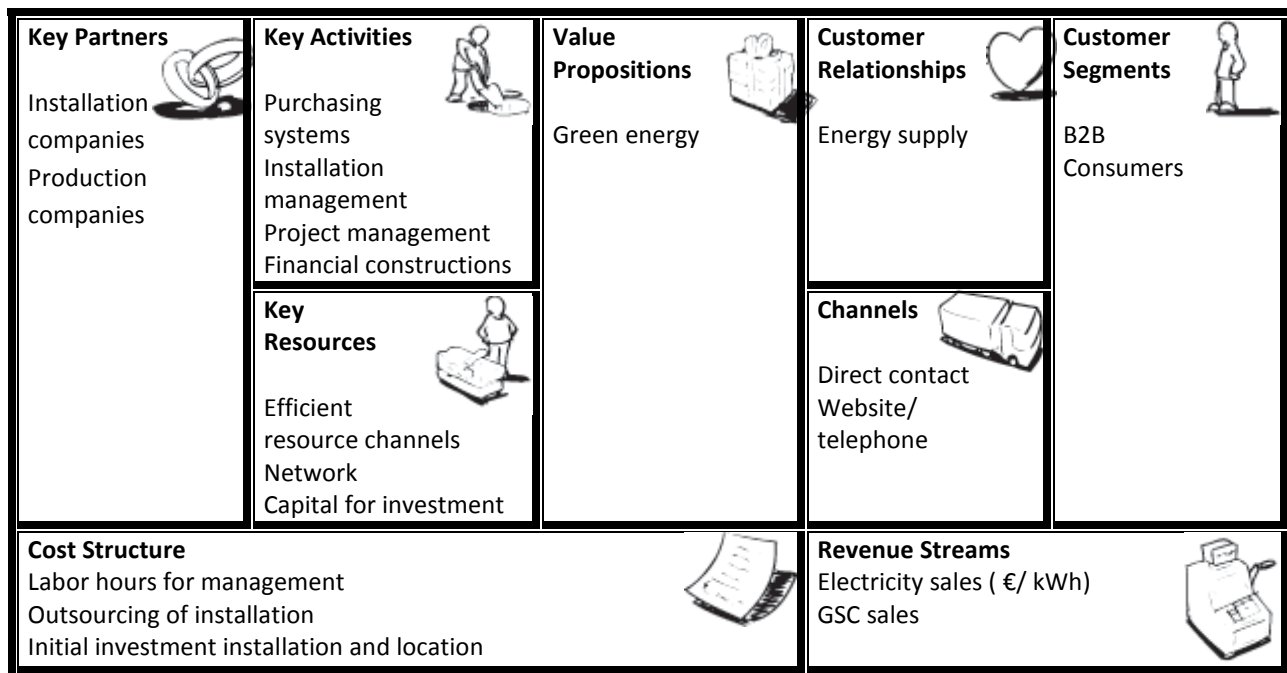 Key Partners
Installation
companies
Production
companies
Key Activities
Purchasing
systems
Installation
management
Project management
Financial constructions
Key
Resources
Efficient
resource channels
Network
Capital for investment
Value
Propositions
Green energy
Customer
Relationships
Energy supply
Channels
Direct contact
Website/
telephone
Customer
Segments
B2B
Consumers
Cost Structure
Labor hours for management
Outsourcing of installation
Initial investment installation and location
Revenue Streams
Electricity sales ( €/ kWh)
GSC sales